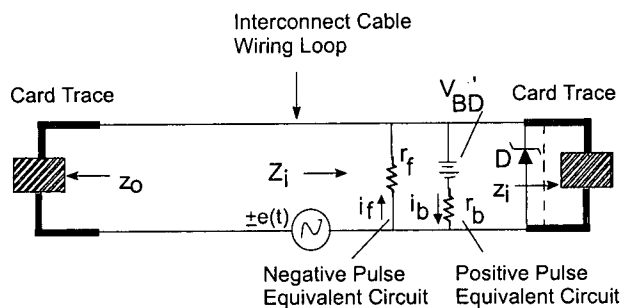 Interconnect Cable
Wiring Loop
Card Trace
V'BD
Card Trace
rf
D
zo
Zi
zi
if
ib
rb
±e(t)
Negative Pulse
Equivalent Circuit
Positive Pulse
Equivalent Circuit